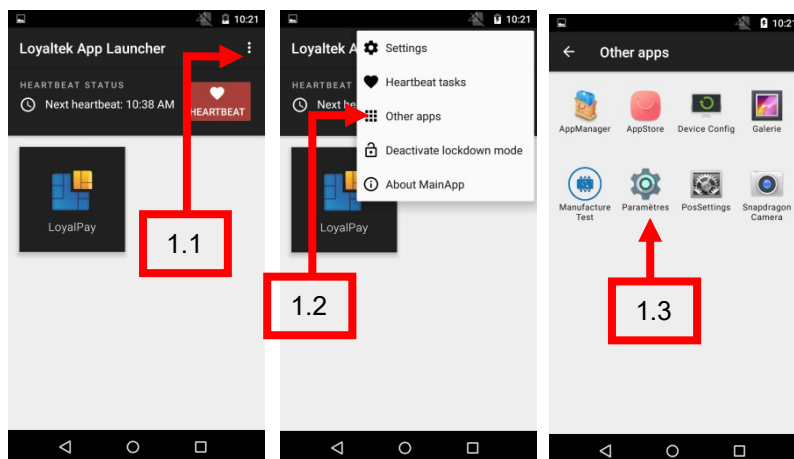 10:21
Loyaltek App Launcher
HEARTBEAT STATUS
Next heartbeat: 10:38 AM
HEARTBEAT
LoyalPay
1.1
10:21
Loyaltek A
HEARTBEAT
Next he
Settings
Heartbeat tasks
Other apps
Deactivate lockdown mode
About MainApp
LoyalPay
1.2
10:21
Other apps
AppManager AppStore Device Config Galerie
Manufacture Paramètres PosSettings Snapdragon
Test Camera
1.3